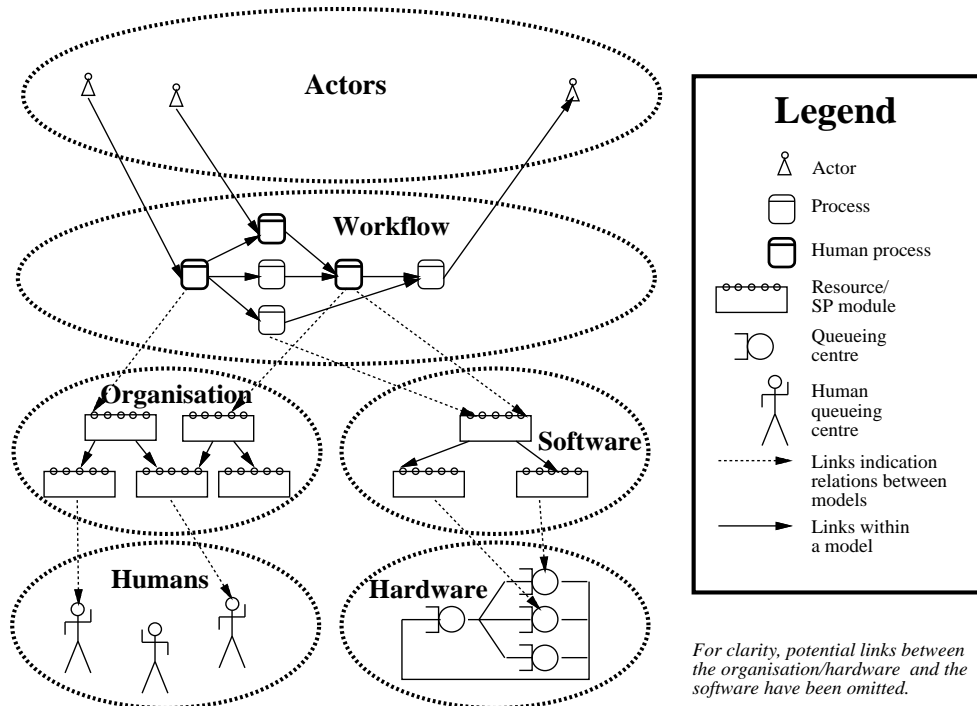 Actors
Workflow
Organisation
Software
Humans
Hardware
Legend
Actor
Process
Human process
Resource/
SP module
Queueing
centre
Human
queueing
centre
Links indication
relations between
models
Links within
a model
For clarity, potential links between
the organisation/hardware and the
software have been omitted.